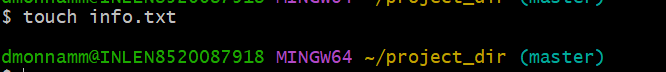 $ touch info.txt
dmonnamm@INLEN8520087918 MINGW64 ~/project_dir (master)